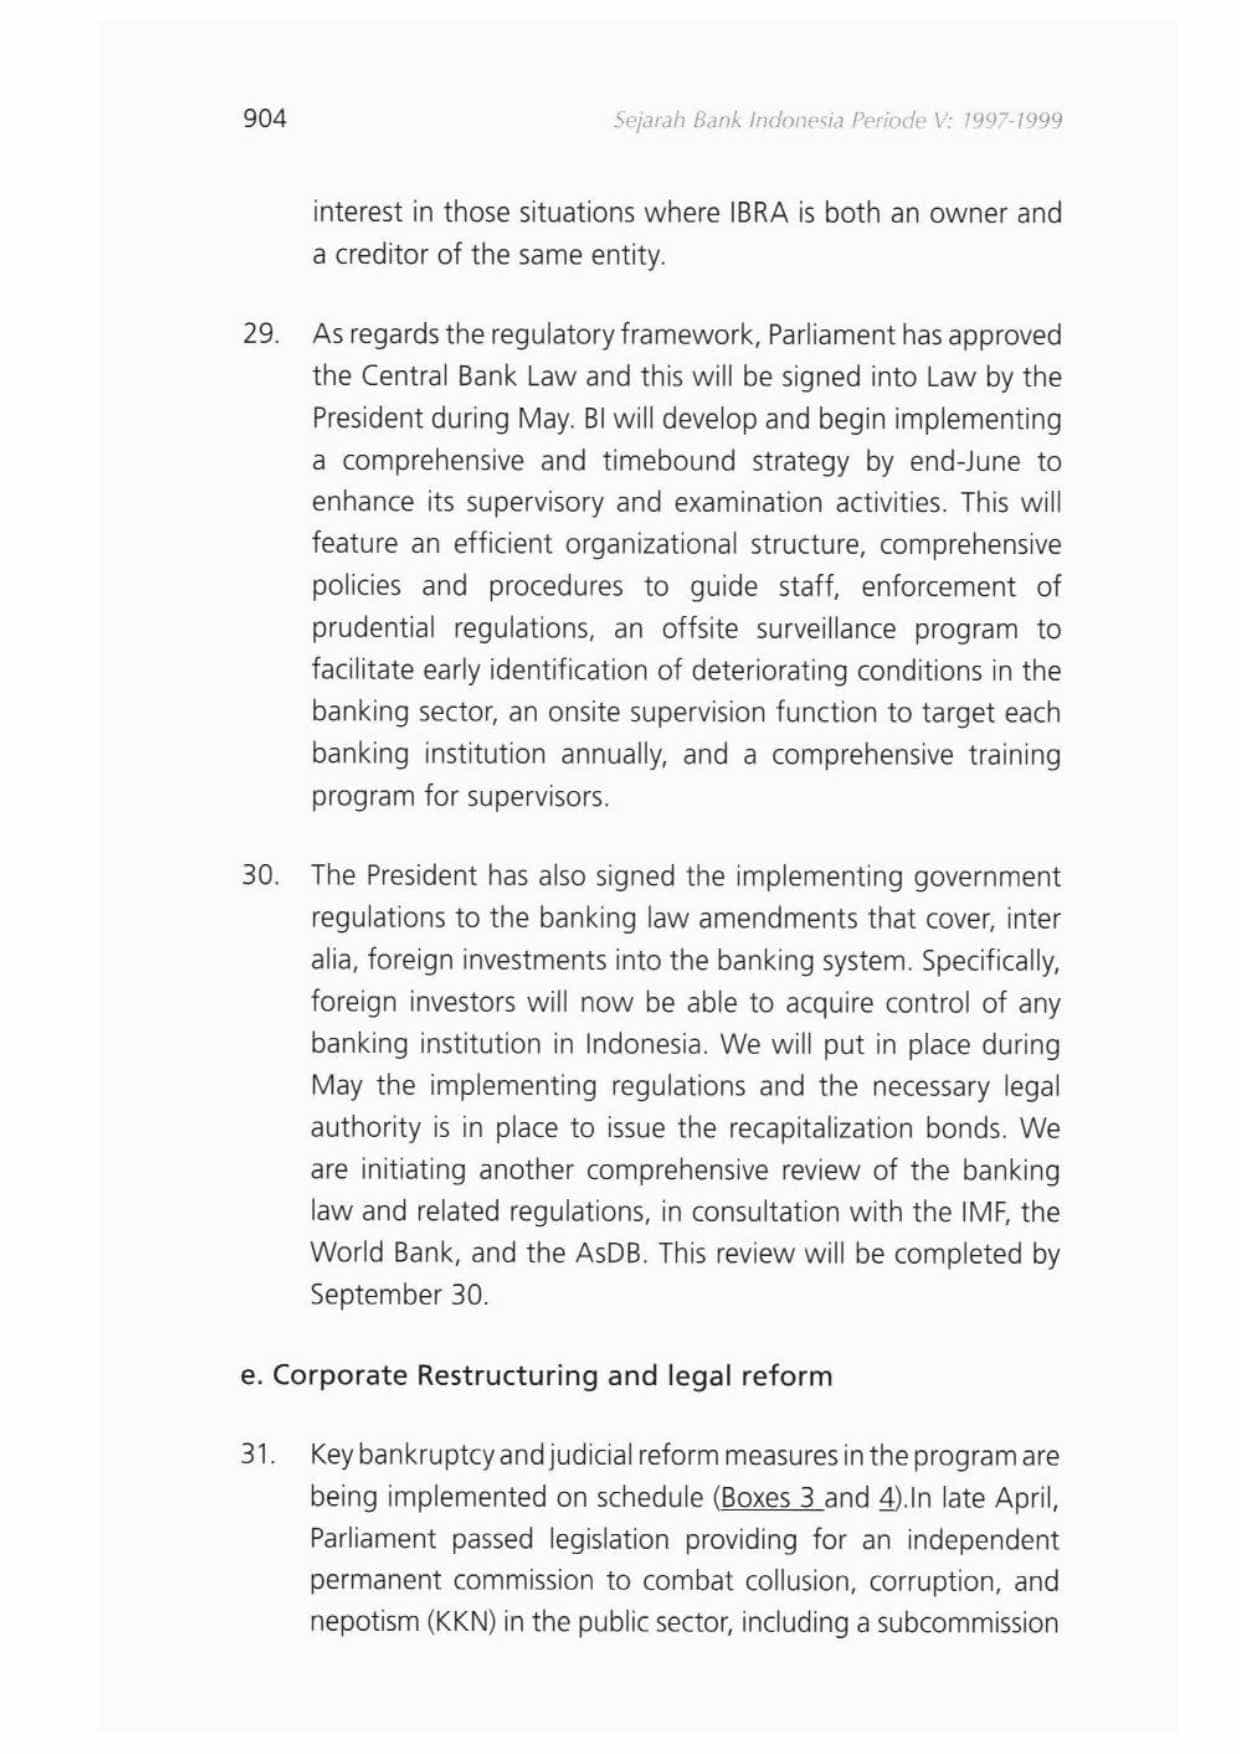 904
Sejarah Bank Indonesia Periode V: 1997-1999
interest in those situations where IBRA is both an owner and
a creditor of the same entity.
29. As regards the regulatory framework, Parliament has approved
the Central Bank Law and this will be signed into Law by the
President during May. BI will develop and begin implementing
a comprehensive and timebound strategy by end-June to
enhance its supervisory and examination activities. This will
feature an efficient organizational structure, comprehensive
policies and procedures to guide staff, enforcement of
prudential regulations, an offsite surveillance program to
facilitate early identification of deteriorating conditions in the
banking sector, an onsite supervision function to target each
banking institution annually, and a comprehensive training
program for supervisors.
30. The President has also signed the implementing government
regulations to the banking law amendments that cover, inter
alia, foreign investments into the banking system. Specifically,
foreign investors will now be able to acquire control of any
banking institution in Indonesia. We will put in place during
May the implementing regulations and the necessary legal
authority is in place to issue the recapitalization bonds. We
are initiating another comprehensive review of the banking
law and related regulations, in consultation with the IMF, the
World Bank, and the AsDB. This review will be completed by
September 30.
e. Corporate Restructuring and legal reform
31. Key bankruptcy and judicial reform measures in the program are
being implemented on schedule (Boxes 3 and 4).In late April,
Parliament passed legislation providing for an independent
permanent commission to combat collusion, corruption, and
nepotism (KKN) in the public sector, including a subcommission